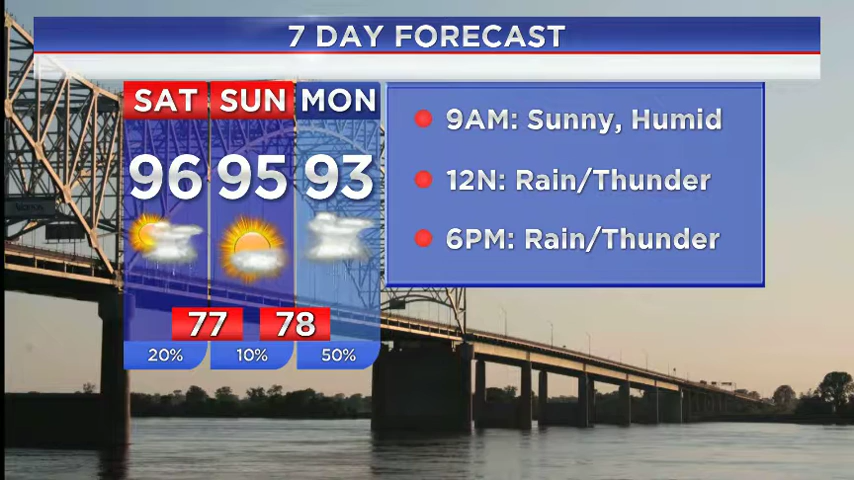 7 DAY FORECAST
SAT SUN MON
96 95 93
77 78
20% 10% 50%
9AM: Sunny, Humid
12N: Rain/Thunder
6PM: Rain/Thunder